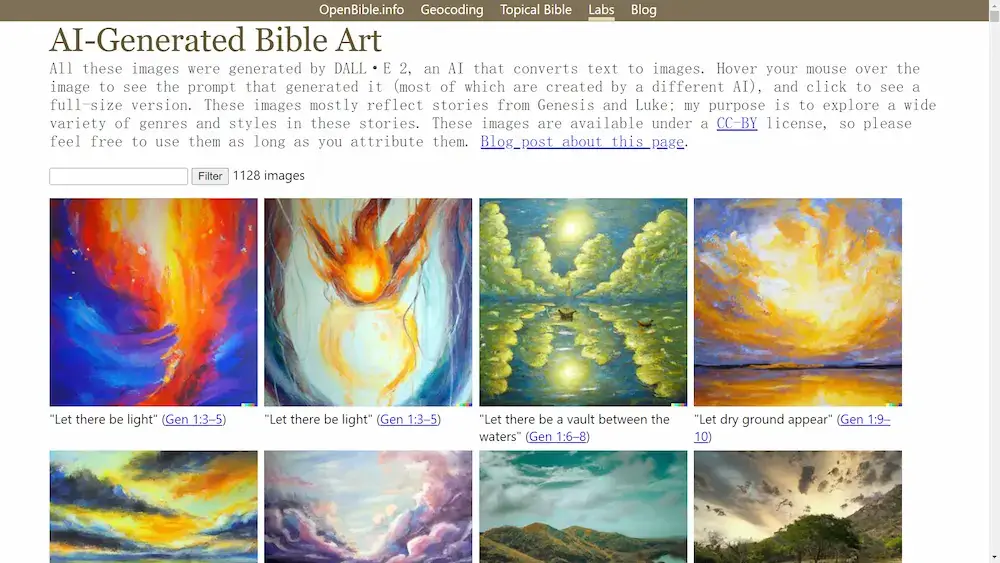 OpenBible.info Geocoding Topical Bible Labs Blog
AI-Generated Bible Art
All these images were generated by DALL•E 2, an AI that converts text to images. Hover your mouse over the
image to see the prompt that generated it (most of which are created by a different AI), and click to see a
full-size version. These images mostly reflect stories from Genesis and Luke; my purpose is to explore a wide
variety of genres and styles in these stories. These images are available under a CC-BY license, so please
feel free to use them as long as you attribute them. Blog post about this page.
Filter 1128 images
"Let there be light" (Gen 1:3–5)
"Let there be light" (Gen 1:3–5)
"Let there be a vault between the
waters" (Gen 1:6–8)
"Let dry ground appear" (Gen 1:9–
10)